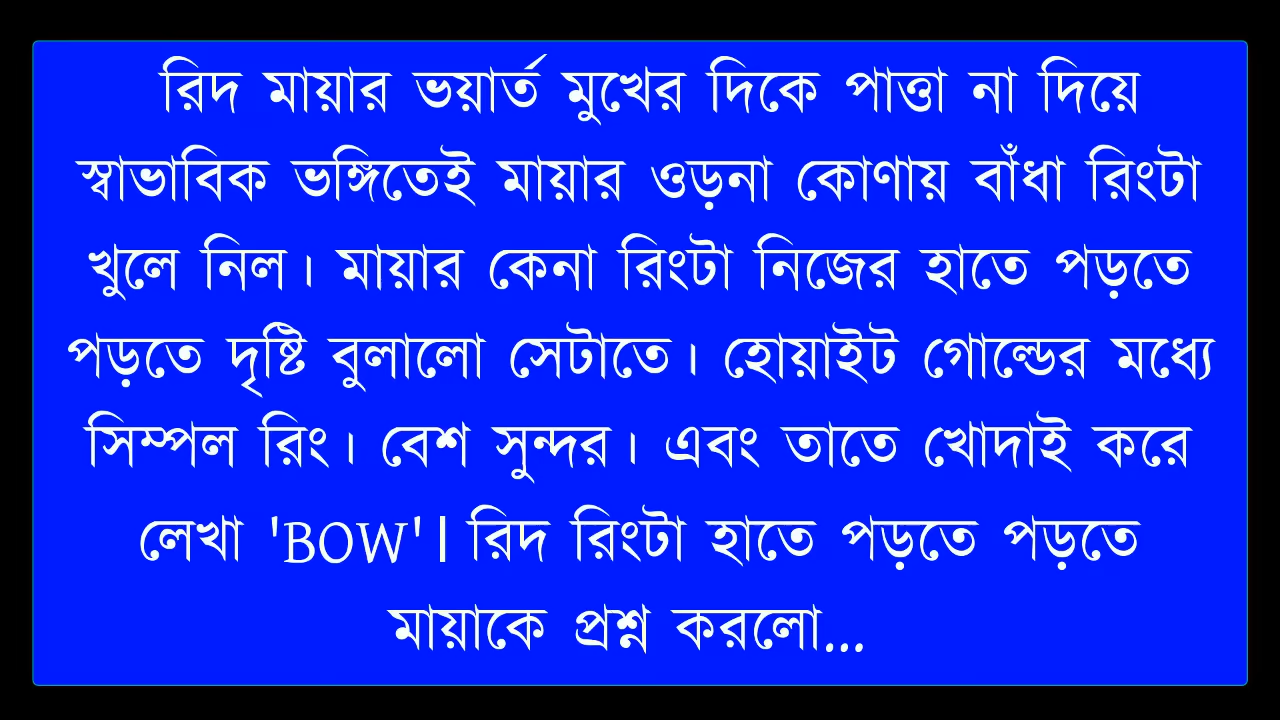 রিদ মায়ার ভয়ার্ত মুখের দিকে পাত্তা না দিয়ে
স্বাভাবিক ভঙ্গিতেই মায়ার ওড়না কোণায় বাঁধা রিংটা
খুলে নিল। মায়ার কেনা রিংটা নিজের হাতে পড়তে
পড়তে দৃষ্টি বুলালো সেটাতে। হোয়াইট গোল্ডের মধ্যে
সিম্পল রিং। বেশ সুন্দর। এবং তাতে খোদাই করে
লেখা 'BOW'। রিদ রিংটা হাতে পড়তে পড়তে
মায়াকে প্রশ্ন করলো...